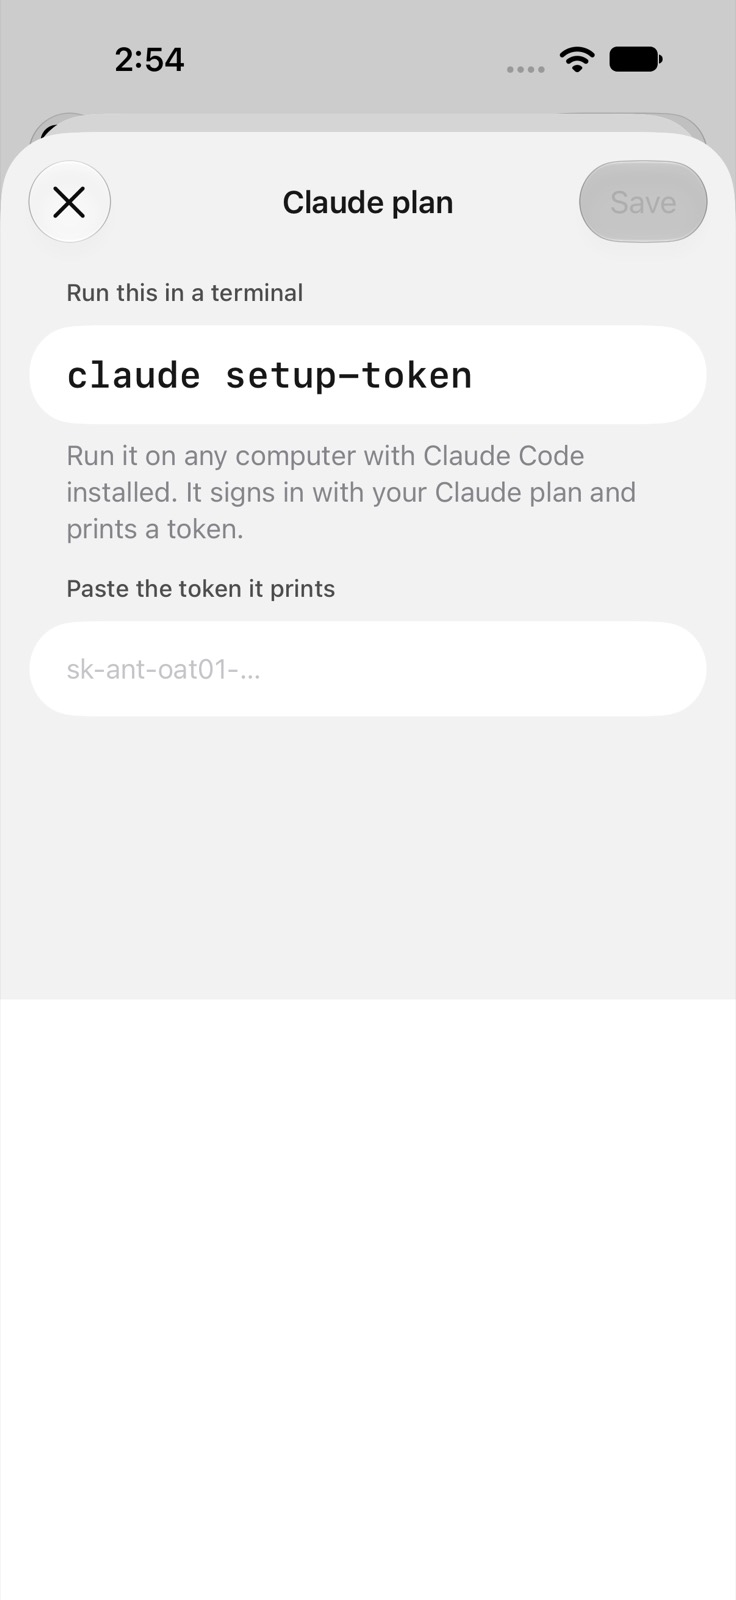 2:54
Claude plan
Save
Run this in a terminal
claude setup-token
Run it on any computer with Claude Code
installed. It signs in with your Claude plan and
prints a token.
Paste the token it prints
sk-ant-oat01-...